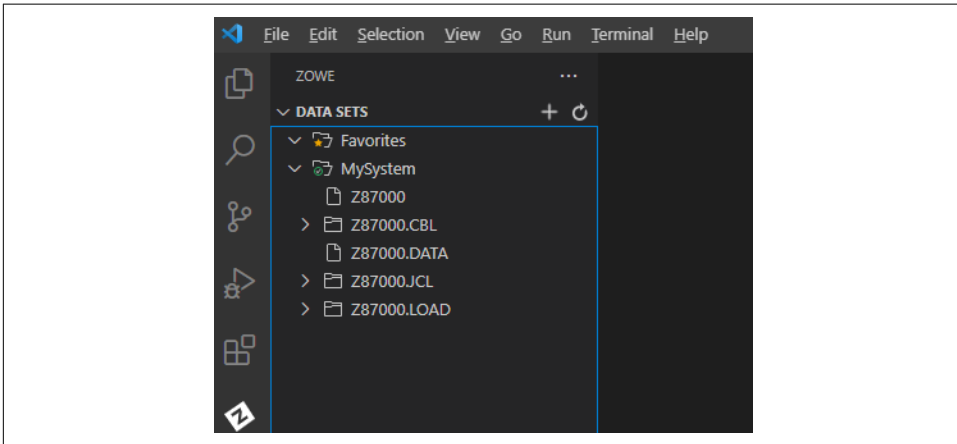 File Edit Selection View Go Run Terminal Help
ZOWE
DATA SETS
Favorites
MySystem
Z87000
Z87000.CBL
Z87000.DATA
Z87000.JCL
Z87000.LOAD